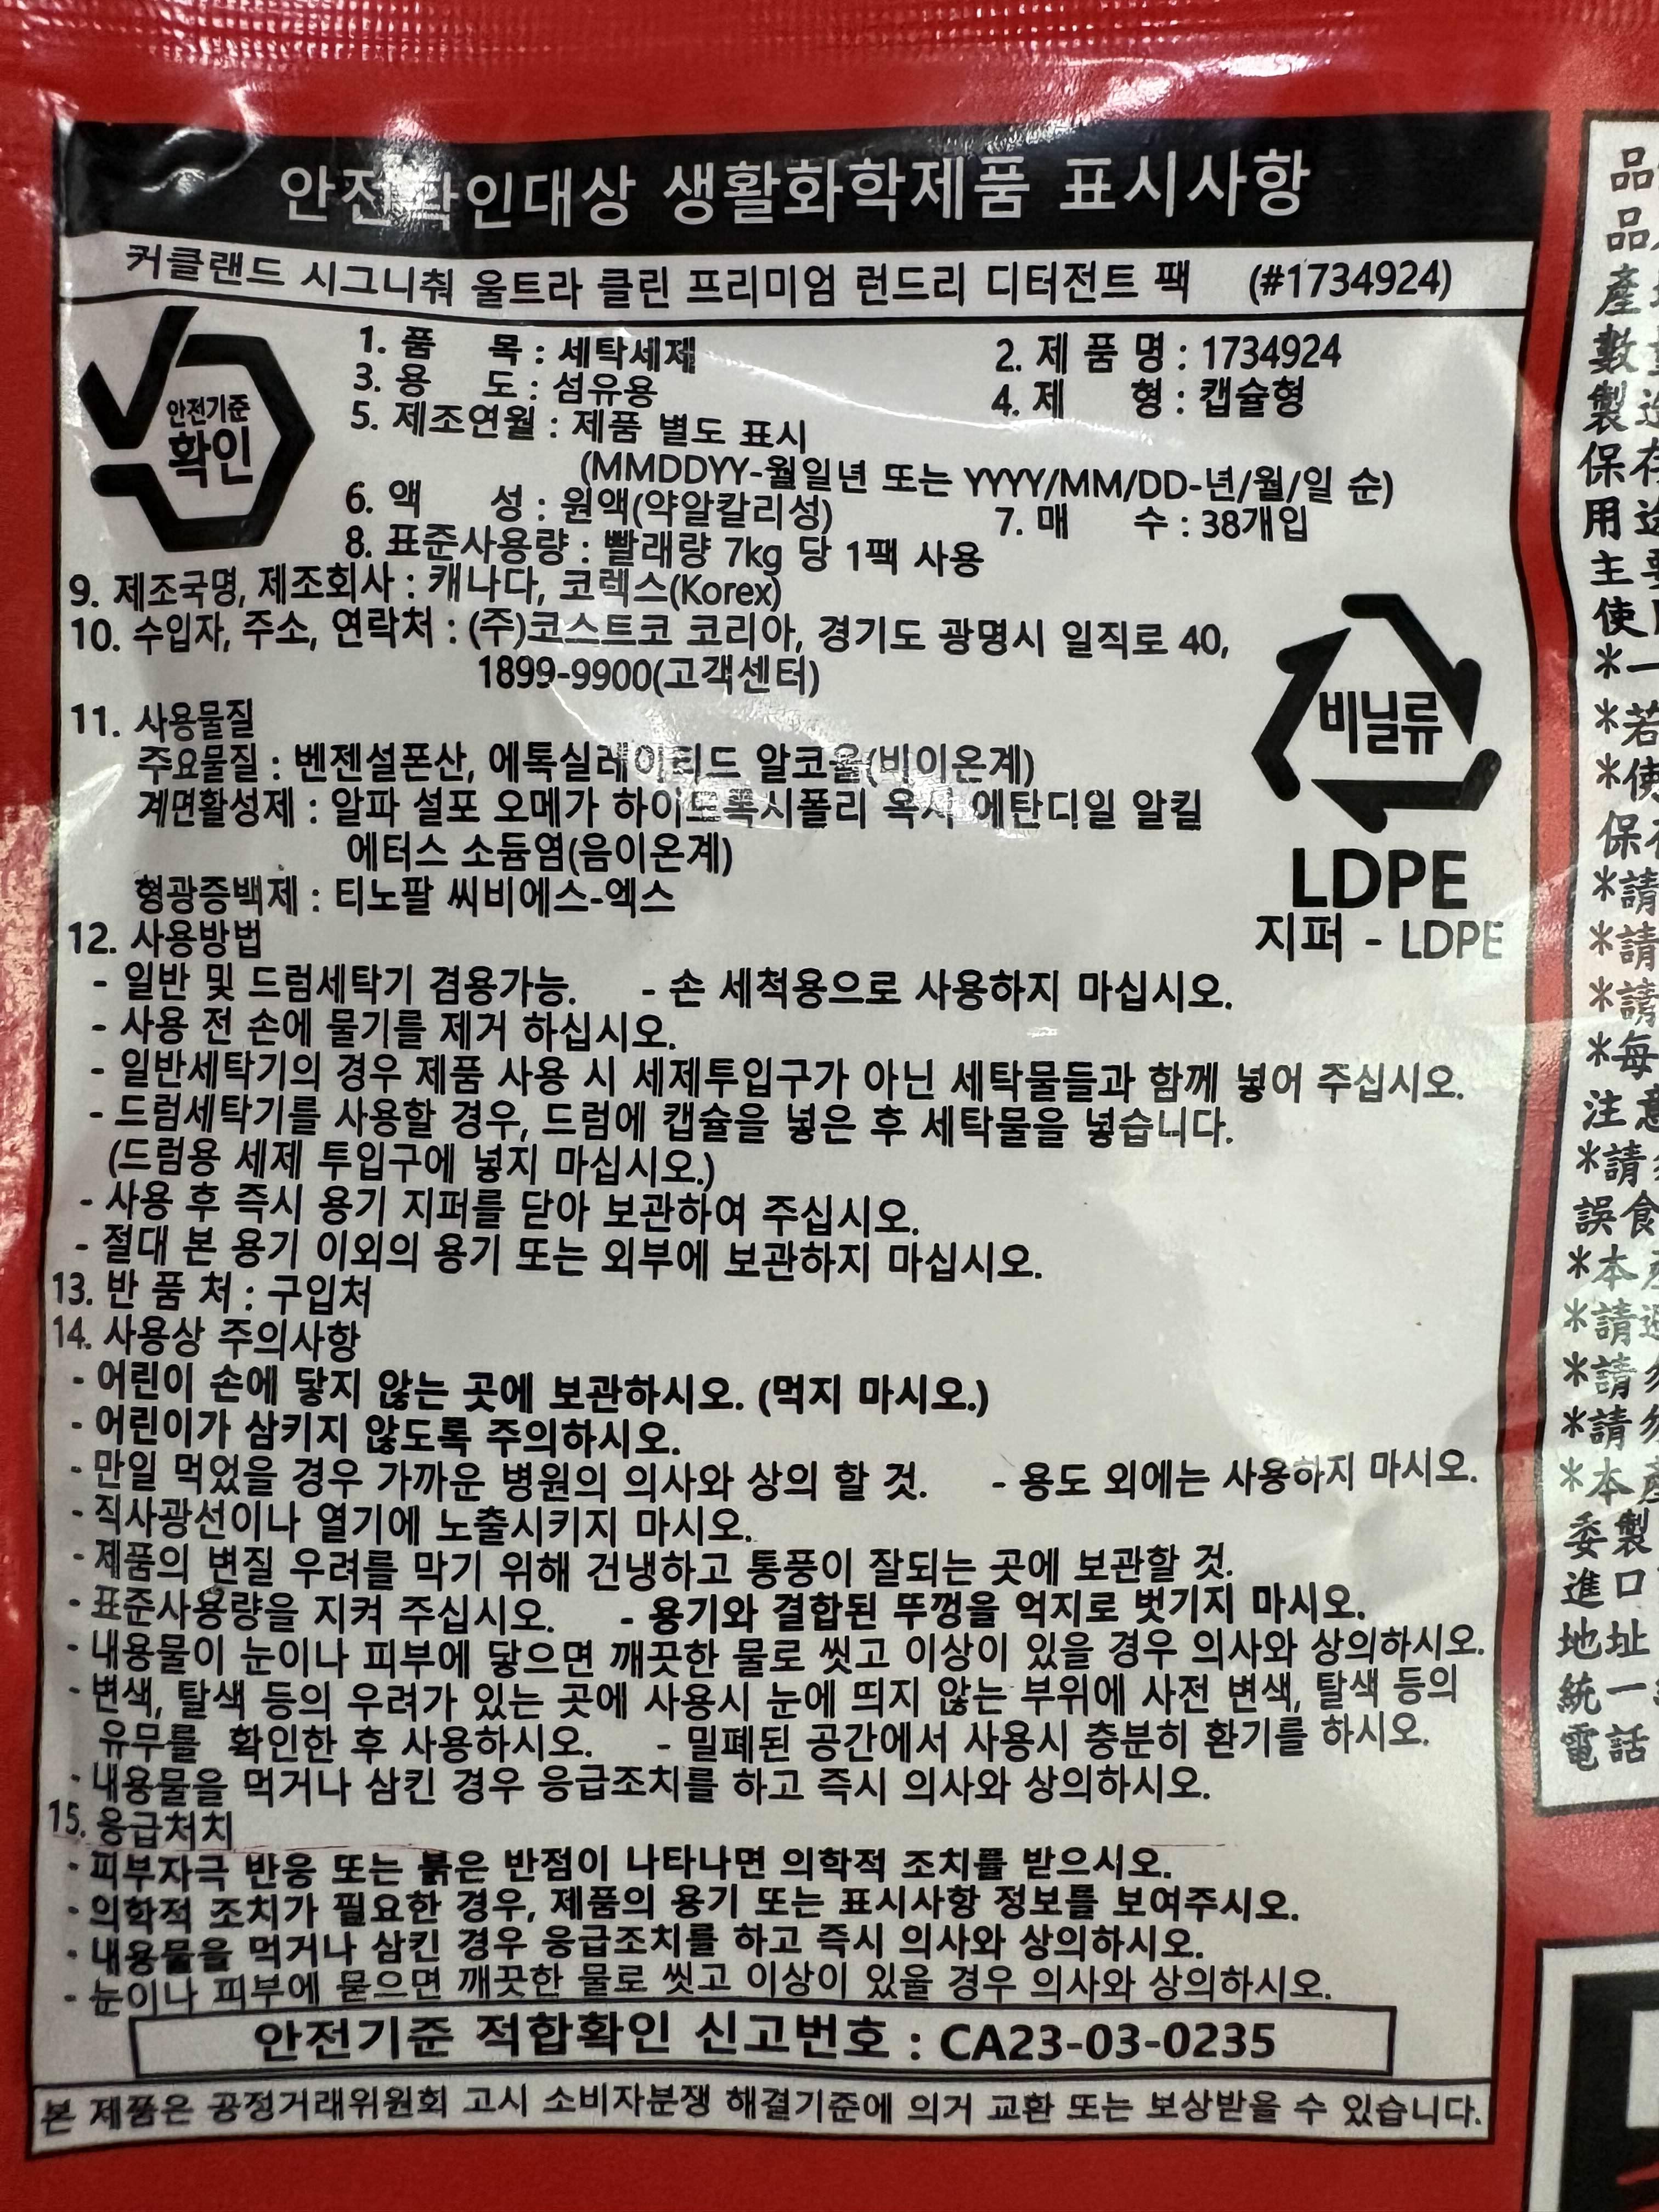 안전확인대상 생활화학제품 표시사항
커클랜드 시그니춰 울트라 클린 프리미엄 런드리 디터전트 팩 (#1734924)
안전기준
확인
1. 품 목 : 세탁세제 2. 제 품 명 : 1734924
3. 용 도 : 섬유용 4. 제 형 : 캡슐형
5. 제조연월 : 제품 별도 표시
(MMDDYY-월일년 또는 YYYY/MM/DD-년/월/일 순)
6. 액 성 : 원액(약알칼리성) 7. 매 수 : 38개입
8. 표준사용량 : 빨래량 7kg 당 1팩 사용
9. 제조국명, 제조회사 : 캐나다, 코렉스(Korex)
10. 수입자, 주소, 연락처 : (주)코스트코 코리아, 경기도 광명시 일직로 40,
1899-9900(고객센터)
11. 사용물질
주요물질 : 벤젠설폰산, 에톡실레이티드 알코올(비이온계)
계면활성제 : 알파 설포 오메가 하이드록시폴리 옥시 에탄디일 알킬
에터스 소듐염(음이온계)
형광증백제 : 티노팔 씨비에스-엑스
비닐류
LDPE
지퍼 - LDPE
12. 사용방법
- 일반 및 드럼세탁기 겸용가능. - 손 세척용으로 사용하지 마십시오.
- 사용 전 손에 물기를 제거 하십시오.
- 일반세탁기의 경우 제품 사용 시 세제투입구가 아닌 세탁물들과 함께 넣어 주십시오.
- 드럼세탁기를 사용할 경우, 드럼에 캡슐을 넣은 후 세탁물을 넣습니다.
(드럼용 세제 투입구에 넣지 마십시오.)
- 사용 후 즉시 용기 지퍼를 닫아 보관하여 주십시오.
- 절대 본 용기 이외의 용기 또는 외부에 보관하지 마십시오.
13. 반 품 처 : 구입처
14. 사용상 주의사항
- 어린이 손에 닿지 않는 곳에 보관하시오. (먹지 마시오.)
- 어린이가 삼키지 않도록 주의하시오.
- 만일 먹었을 경우 가까운 병원의 의사와 상의 할 것. - 용도 외에는 사용하지 마시오.
- 직사광선이나 열기에 노출시키지 마시오.
- 제품의 변질 우려를 막기 위해 건냉하고 통풍이 잘되는 곳에 보관할 것.
- 표준사용량을 지켜 주십시오. - 용기와 결합된 뚜껑을 억지로 벗기지 마시오.
- 내용물이 눈이나 피부에 닿으면 깨끗한 물로 씻고 이상이 있을 경우 의사와 상의하시오.
- 변색, 탈색 등의 우려가 있는 곳에 사용시 눈에 띄지 않는 부위에 사전 변색, 탈색 등의
유무를 확인한 후 사용하시오. - 밀폐된 공간에서 사용시 충분히 환기를 하시오.
- 내용물을 먹거나 삼킨 경우 응급조치를 하고 즉시 의사와 상의하시오.
15. 응급처치
- 피부자극 반응 또는 붉은 반점이 나타나면 의학적 조치를 받으시오.
- 의학적 조치가 필요한 경우, 제품의 용기 또는 표시사항 정보를 보여주시오.
- 내용물을 먹거나 삼킨 경우 응급조치를 하고 즉시 의사와 상의하시오.
- 눈이나 피부에 묻으면 깨끗한 물로 씻고 이상이 있을 경우 의사와 상의하시오.
안전기준 적합확인 신고번호 : CA23-03-0235
본 제품은 공정거래위원회 고시 소비자분쟁 해결기준에 의거 교환 또는 보상받을 수 있습니다.
品
品
產
數
製造
保存
用途
主要
使
*一
*若
*使
保
*請
*請
*請
*每
注意
*請
誤食
*本
*請
*請勿
*請勿
*本產
委製
進口
地址
統一
電話